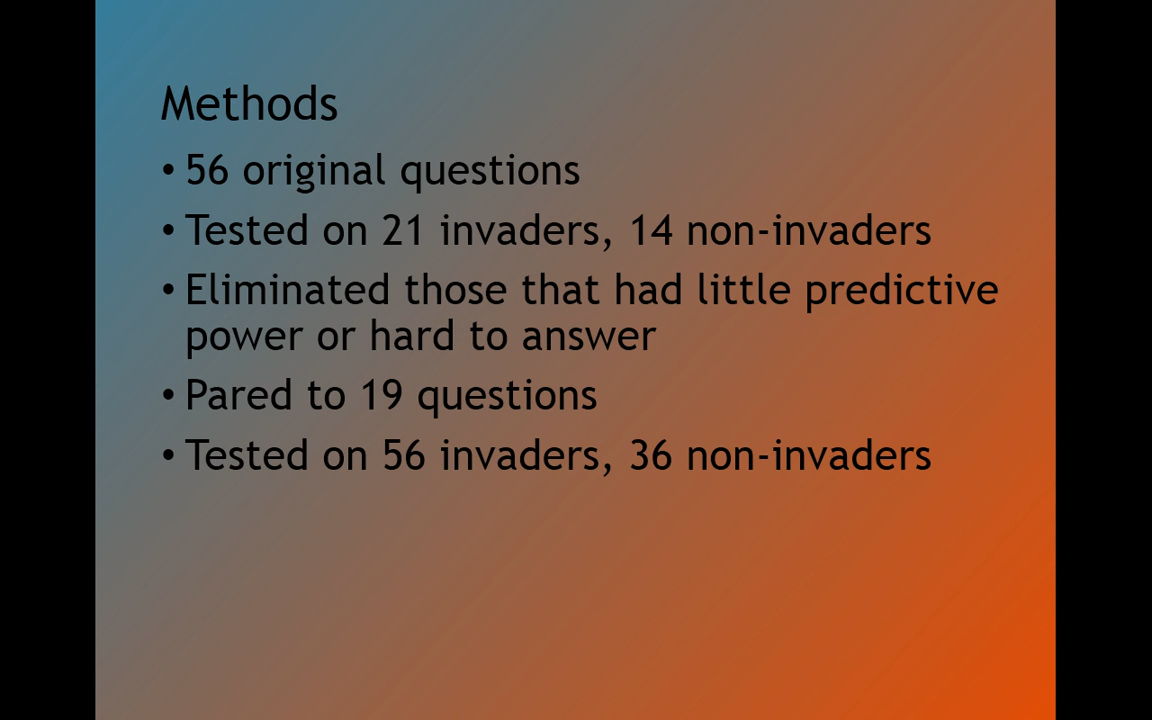 Methods
• 56 original questions
• Tested on 21 invaders, 14 non-invaders
• Eliminated those that had little predictive
power or hard to answer
• Pared to 19 questions
• Tested on 56 invaders, 36 non-invaders